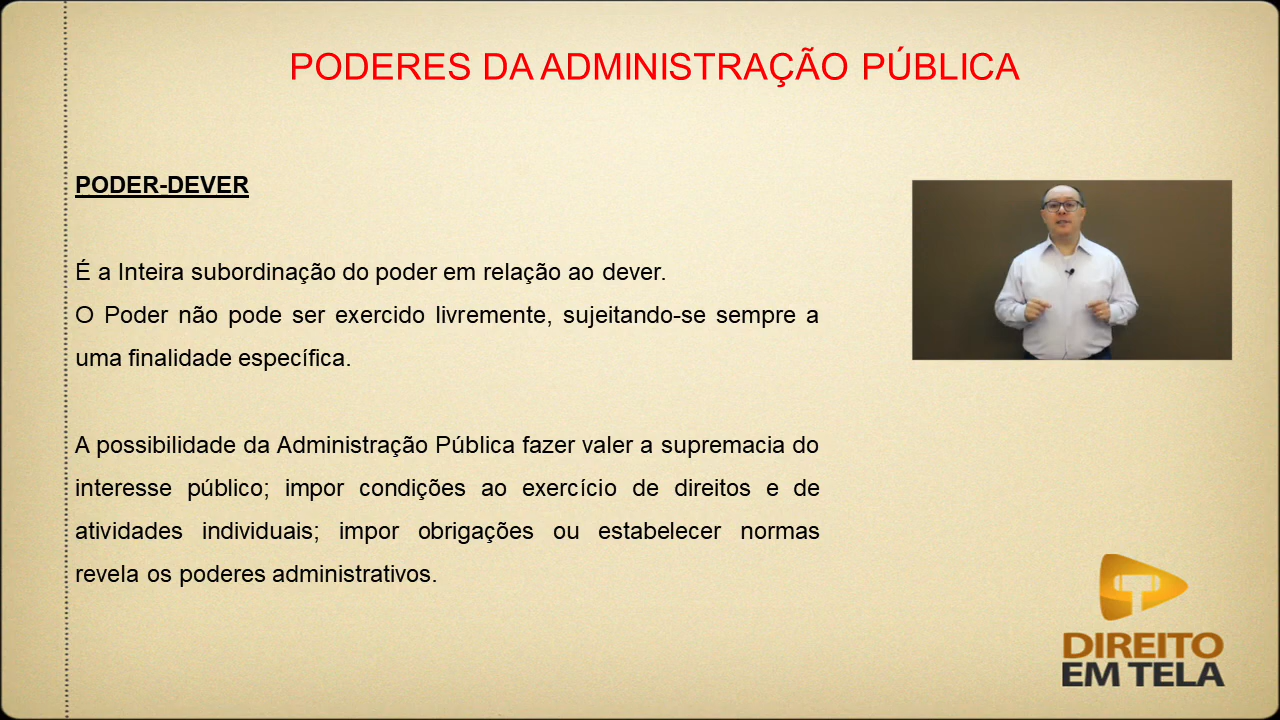 PODERES DA ADMINISTRAÇÃO PÚBLICA
PODER-DEVER
É a Inteira subordinação do poder em relação ao dever.
O Poder não pode ser exercido livremente, sujeitando-se sempre a
uma finalidade específica.
A possibilidade da Administração Pública fazer valer a supremacia do
interesse público; impor condições ao exercício de direitos e de
atividades individuais; impor obrigações ou estabelecer normas
revela os poderes administrativos.
DIREITO
EM TELA